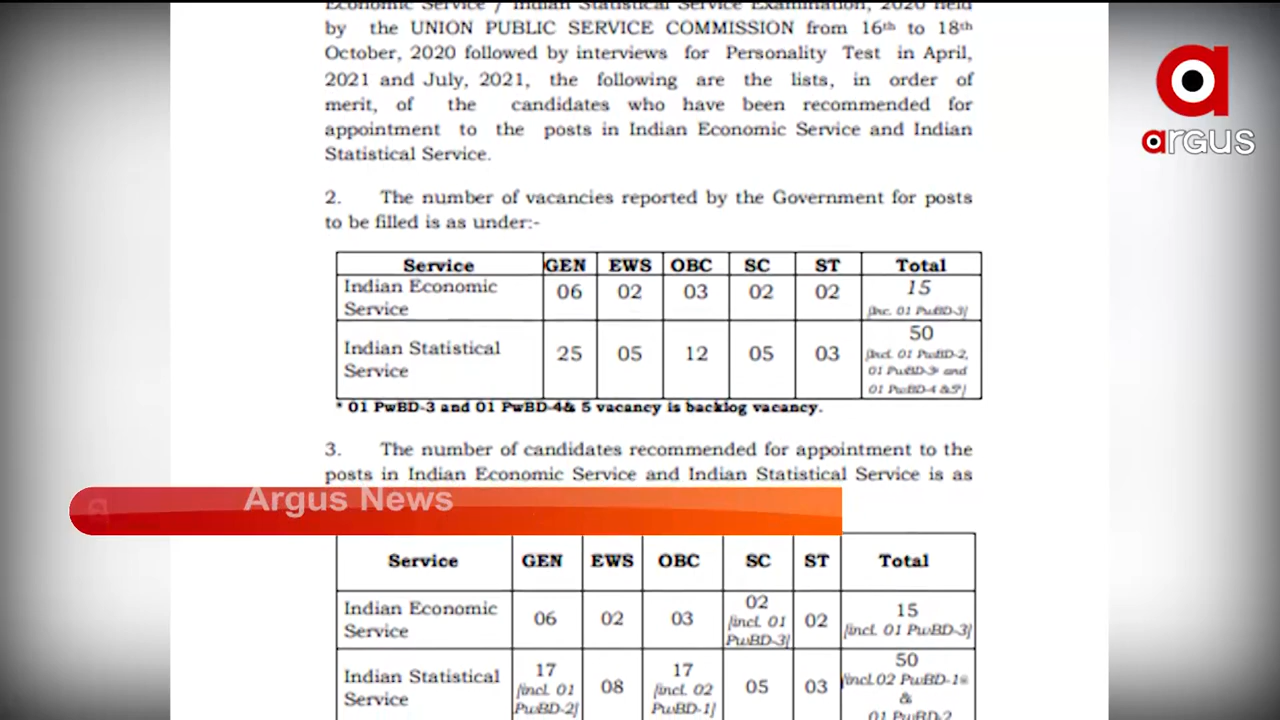 Economic Service / Indian Statistical Service Examination, 2020 held
by the UNION PUBLIC SERVICE COMMISSION from 16th to 18th
October, 2020 followed by interviews for Personality Test in April,
2021 and July, 2021, the following are the lists, in order of
merit, of the candidates who have been recommended for
appointment to the posts in Indian Economic Service and Indian
Statistical Service.
a
argus
2. The number of vacancies reported by the Government for posts
to be filled is as under:-
Service GEN EWS OBC SC ST Total
Indian Economic Service 06 02 03 02 02 15
[Inc. 01 PwBD-3]
Indian Statistical Service 25 05 12 05 03 50
[Incl. 01 PwBD-2,
01 PwBD-3* and
01 PwBD-4 &5*]
* 01 PwBD-3 and 01 PwBD-4& 5 vacancy is backlog vacancy.
3. The number of candidates recommended for appointment to the
posts in Indian Economic Service and Indian Statistical Service is as
Argus News
Service GEN EWS OBC SC ST Total
Indian Economic Service 06 02 03 02 [incl. 01 PwBD-3] 02 15
[incl. 01 PwBD-3]
Indian Statistical Service 17 [incl. 01 PwBD-2] 08 17 [incl. 02 PwBD-1] 05 03 50
[incl.02 PwBD-1@
&
01 PwBD-2